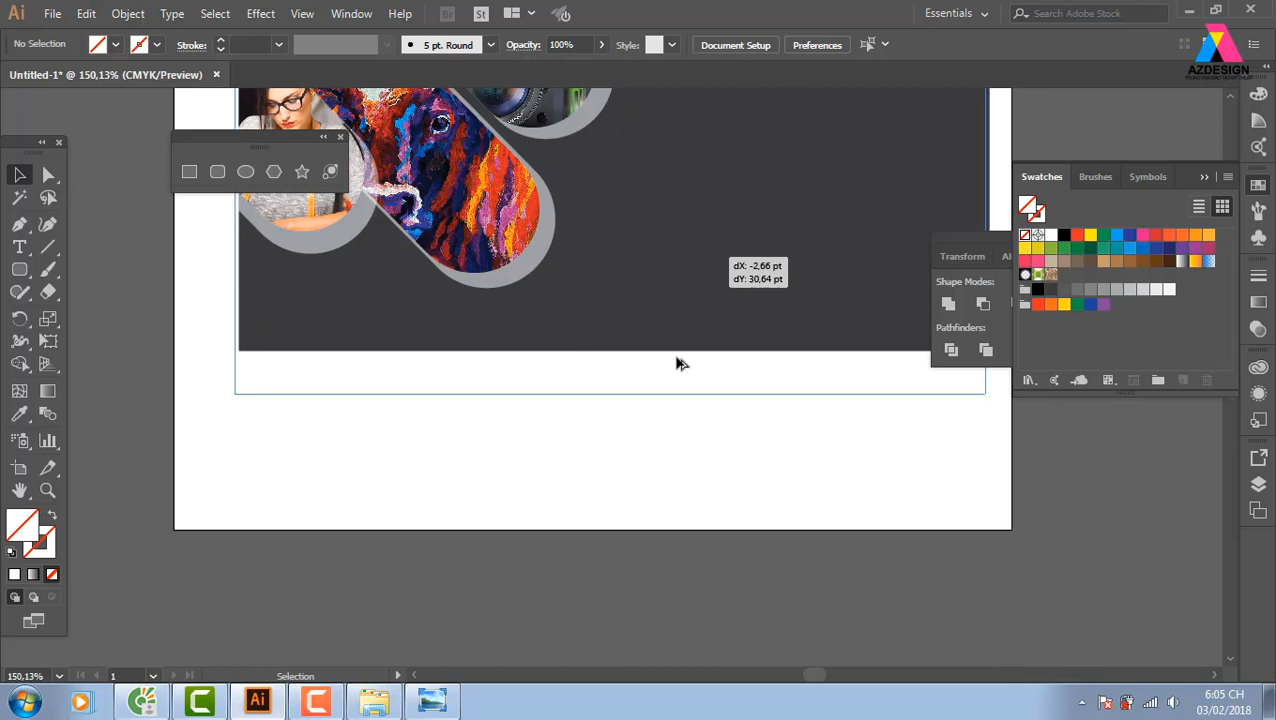 Ai File Edit Object Type Select Effect View Window Help Br St Essentials Search Adobe Stock
No Selection Stroke: 5 pt. Round Opacity: 100% Style: Document Setup Preferences
AZDESIGN
Untitled-1* @ 150,13% (CMYK/Preview)
Swatches Brushes Symbols
Transform
dX: -2,66 pt
dY: 30,64 pt
Shape Modes:
Pathfinders:
150,13% 1 Selection
Ai
6:05 CH
03/02/2018